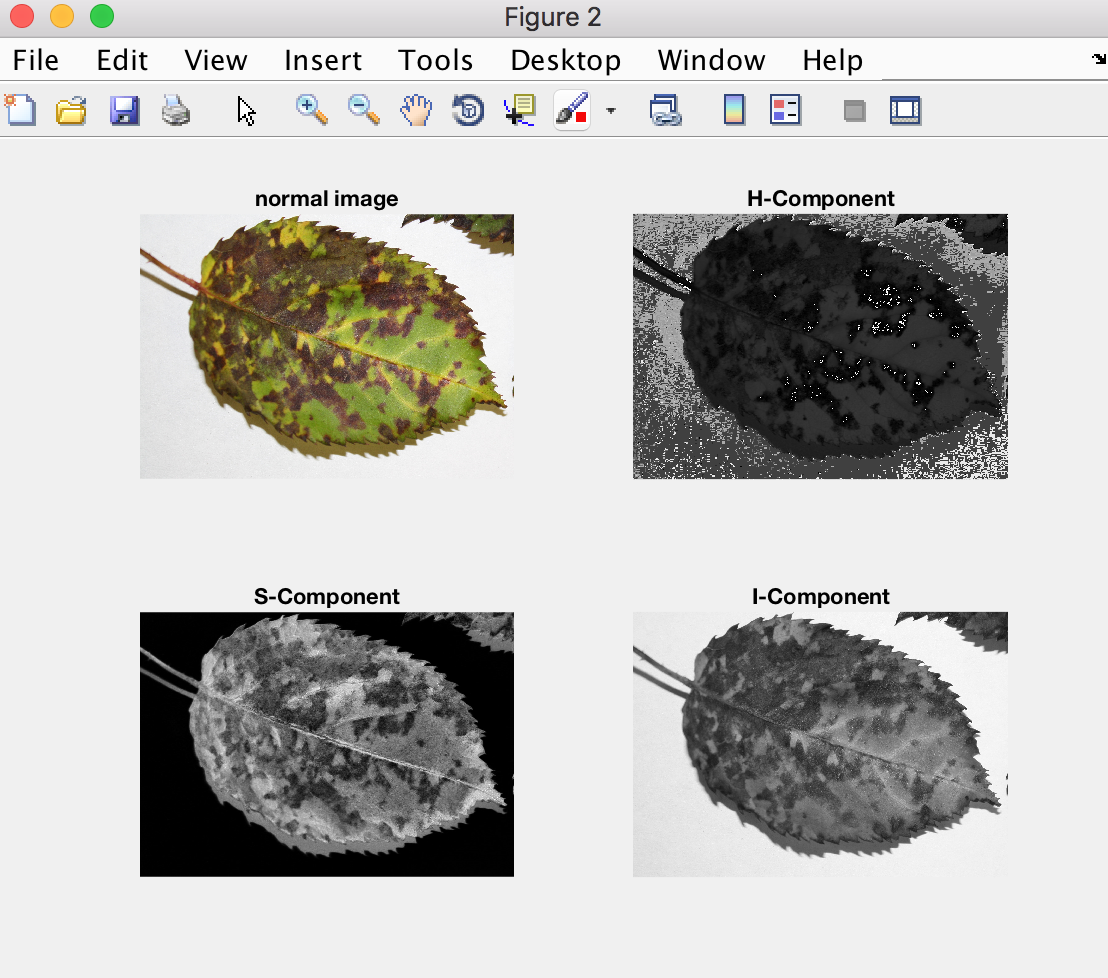 Figure 2
File Edit View Insert Tools Desktop Window Help
normal image
H-Component
S-Component
I-Component